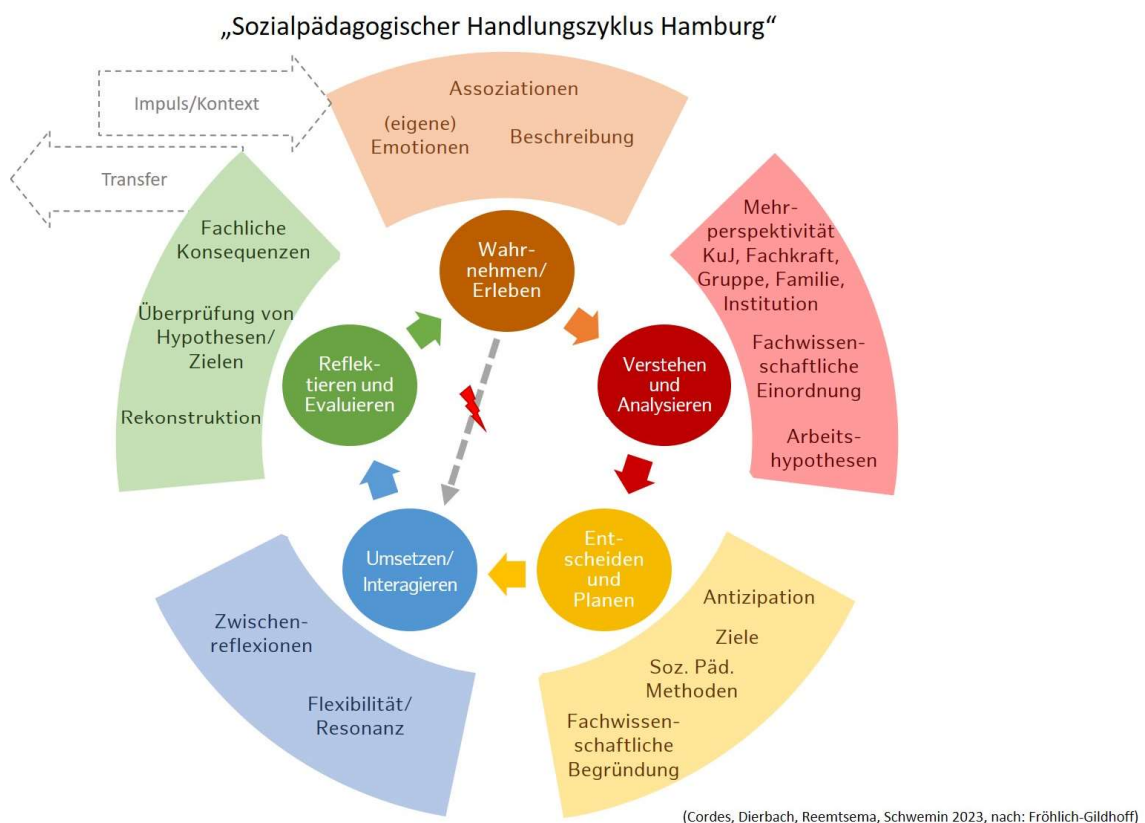 „Sozialpädagogischer Handlungszyklus Hamburg“
Impuls/Kontext
Transfer
Assoziationen
(eigene)
Emotionen
Beschreibung
Wahr-
nehmen/
Erleben
Mehr-
perspektivität
KuJ, Fachkraft,
Gruppe, Familie,
Institution
Fachwissen-
schaftliche
Einordnung
Arbeits-
hypothesen
Verstehen
und
Analysieren
Ent-
scheiden
und
Planen
Antizipation
Ziele
Soz. Päd.
Methoden
Fachwissen-
schaftliche
Begründung
Umsetzen/
Interagieren
Zwischen-
reflexionen
Flexibilität/
Resonanz
Reflek-
tieren und
Evaluieren
Fachliche
Konsequenzen
Überprüfung von
Hypothesen/
Zielen
Rekonstruktion
(Cordes, Dierbach, Reemtsema, Schwemin 2023, nach: Fröhlich-Gildhoff)